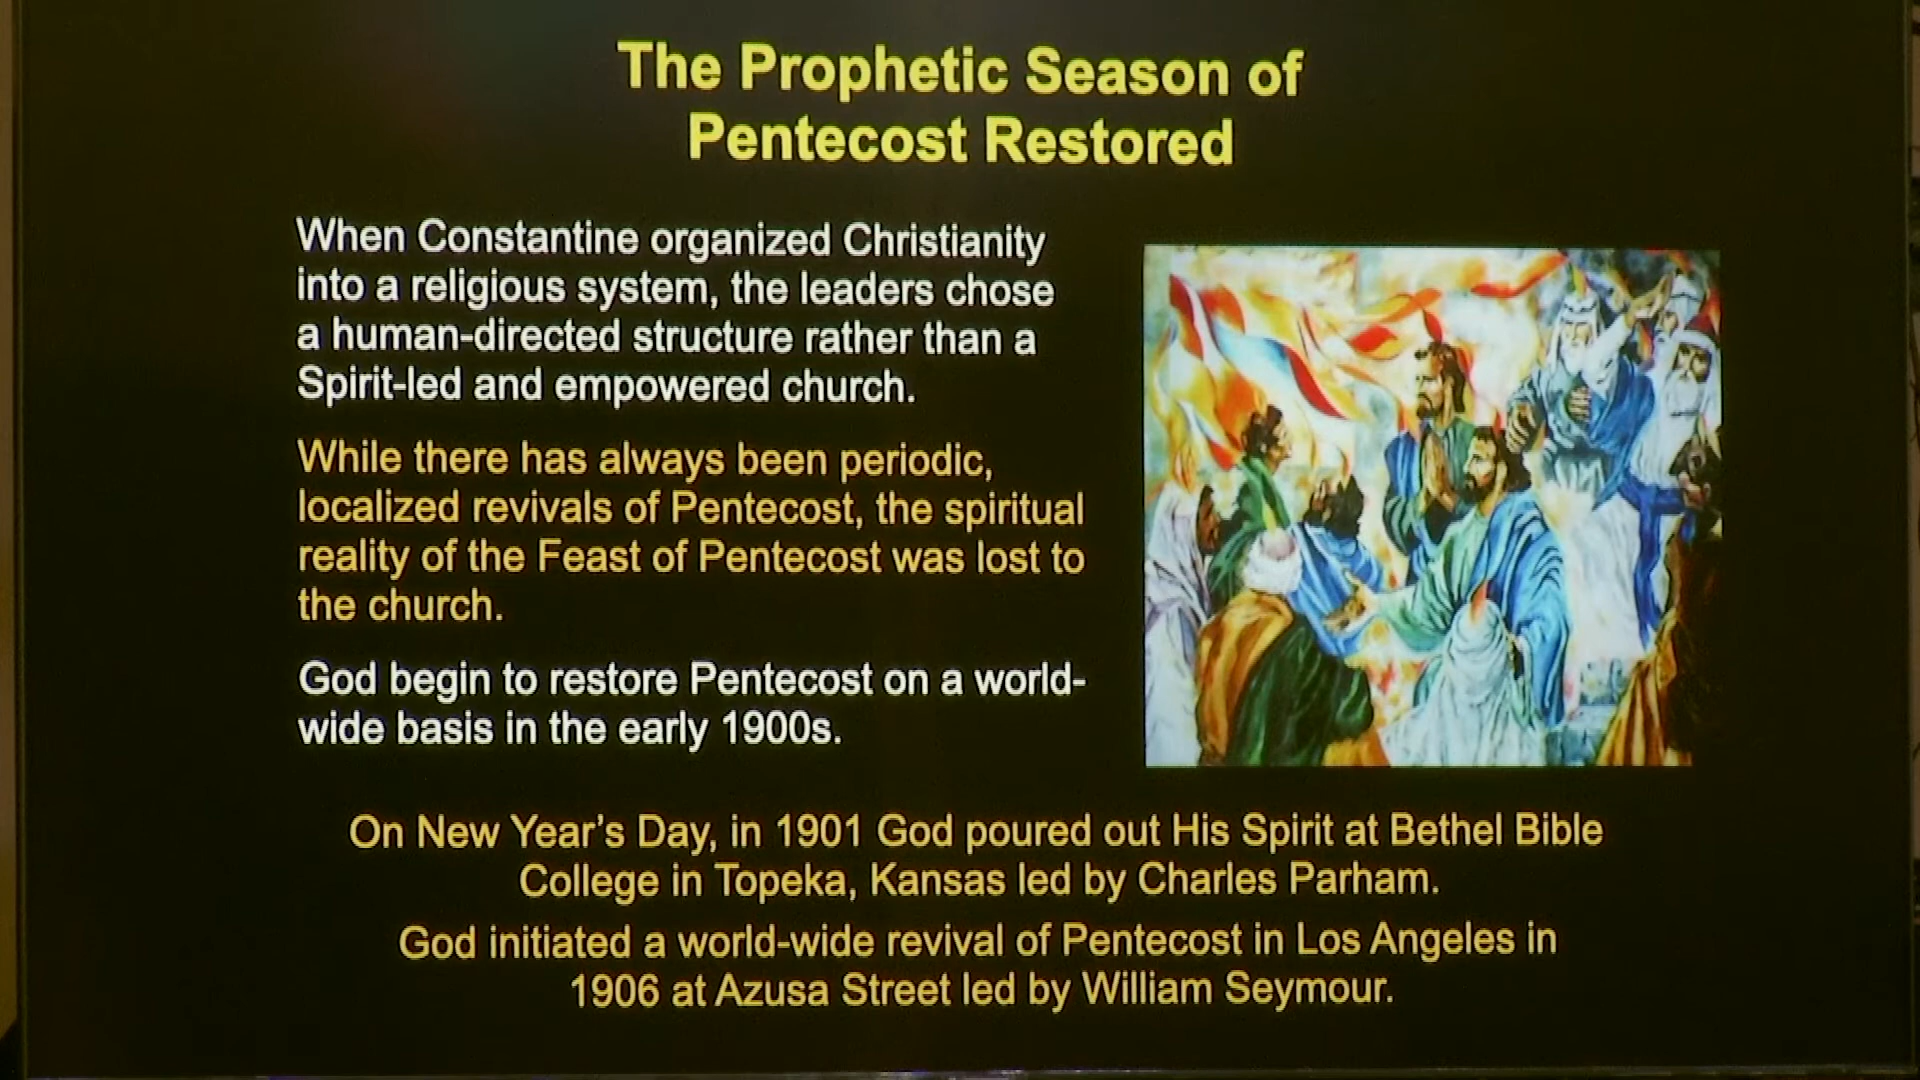 The Prophetic Season of
Pentecost Restored
When Constantine organized Christianity
into a religious system, the leaders chose
a human-directed structure rather than a
Spirit-led and empowered church.
While there has always been periodic,
localized revivals of Pentecost, the spiritual
reality of the Feast of Pentecost was lost to
the church.
God begin to restore Pentecost on a world-
wide basis in the early 1900s.
On New Year’s Day, in 1901 God poured out His Spirit at Bethel Bible
College in Topeka, Kansas led by Charles Parham.
God initiated a world-wide revival of Pentecost in Los Angeles in
1906 at Azusa Street led by William Seymour.